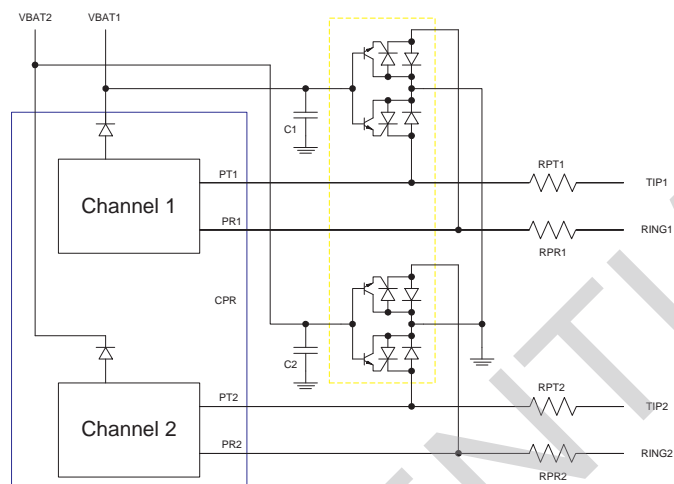 VBAT2 VBAT1
C1
RPT1
PT1 TIP1
Channel 1
PR1 RING1
RPR1
CPR
C2
RPT2
PT2 TIP2
Channel 2
PR2 RING2
RPR2